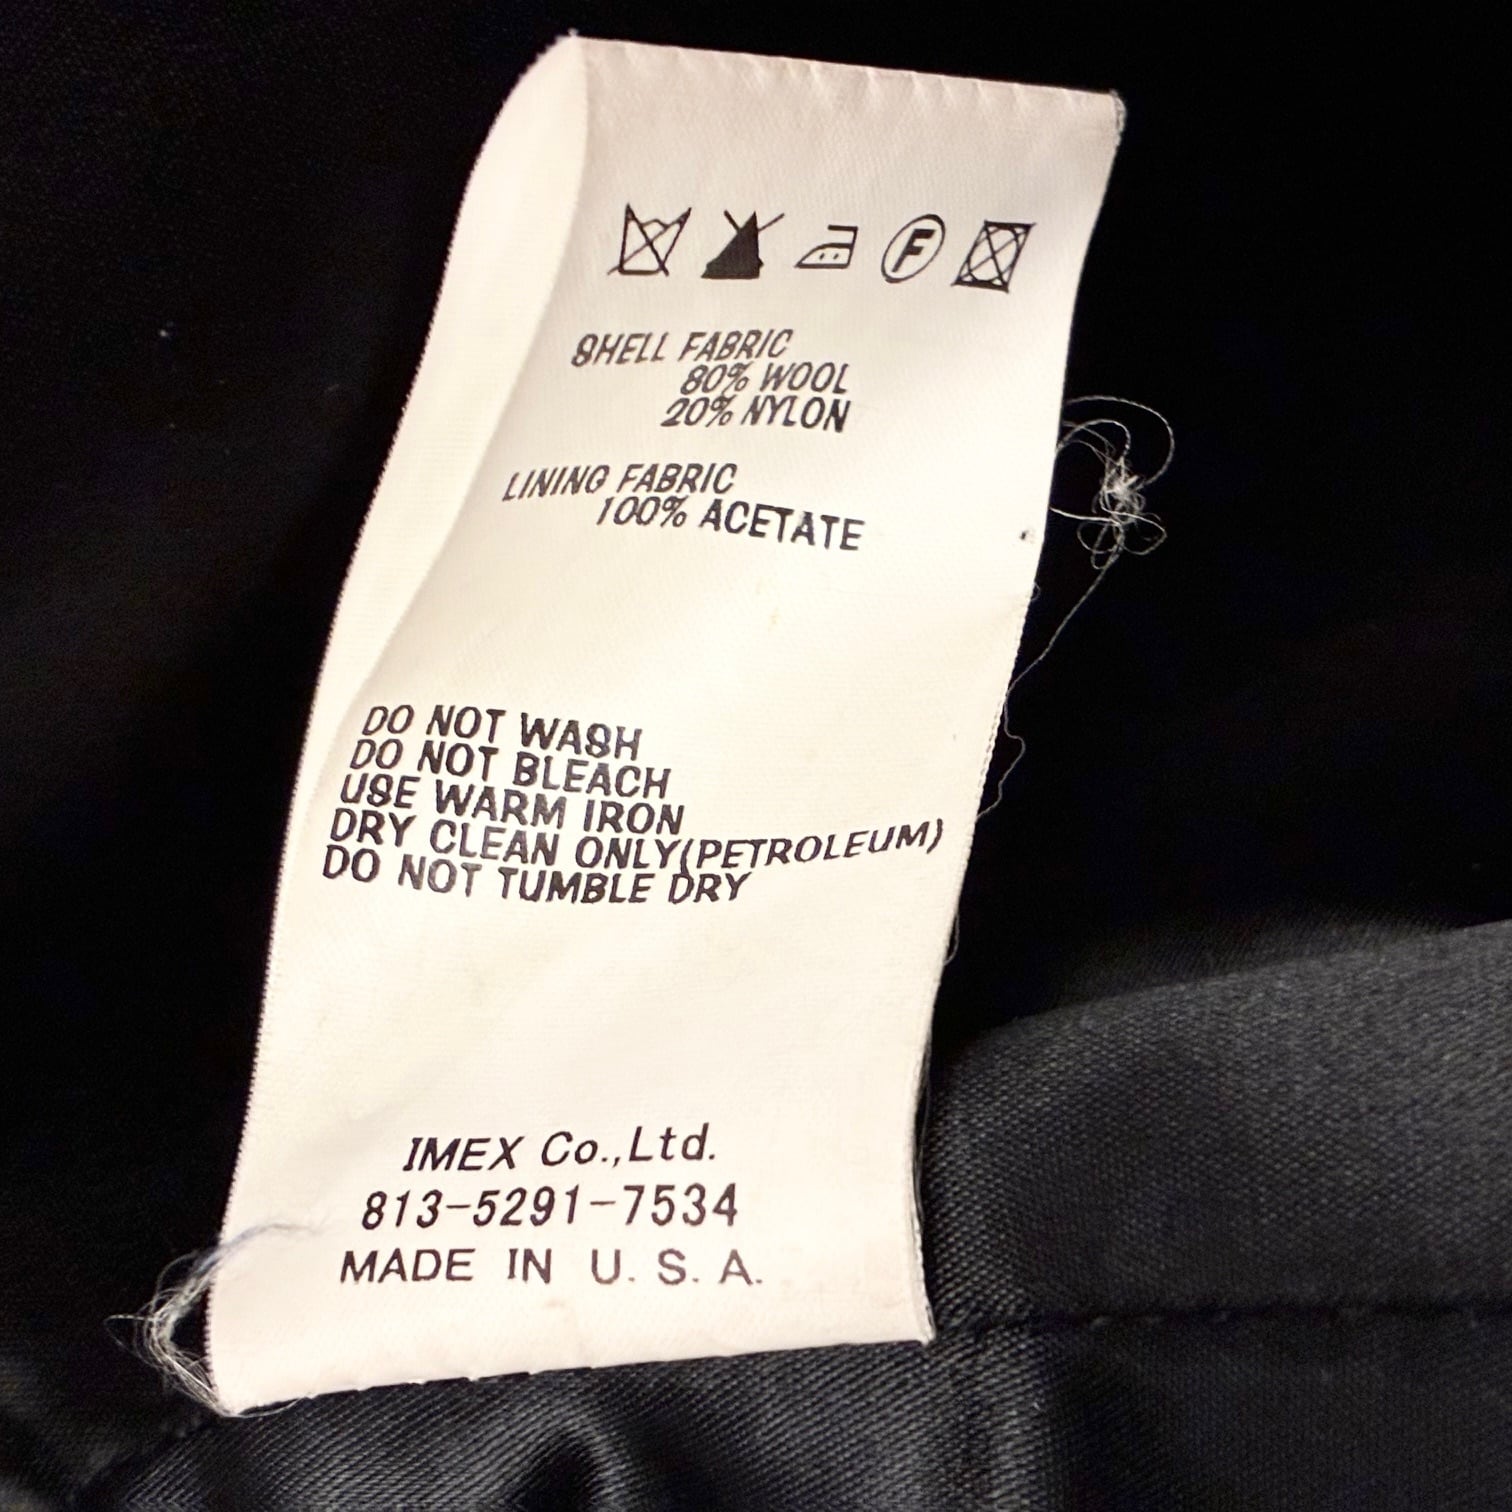 F
SHELL FABRIC
80% WOOL
20% NYLON
LINING FABRIC
100% ACETATE
DO NOT WASH
DO NOT BLEACH
USE WARM IRON
DRY CLEAN ONLY(PETROLEUM)
DO NOT TUMBLE DRY
IMEX Co.,Ltd.
813-5291-7534
MADE IN U.S.A.